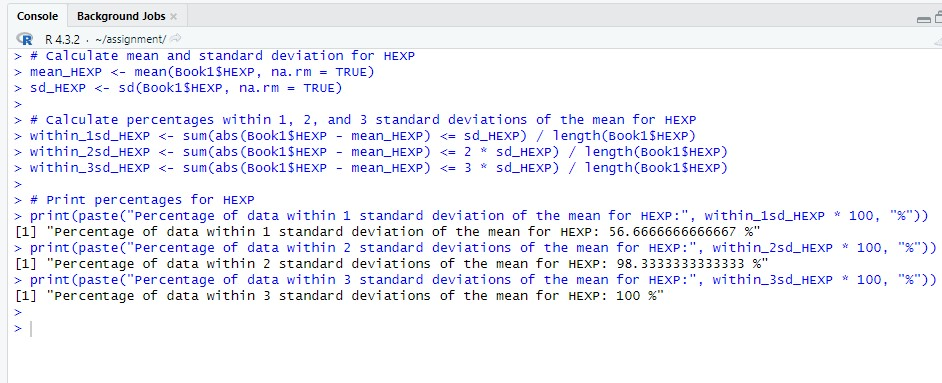 Console Background Jobs ×
R R 4.3.2 · ~/assignment/
> # Calculate mean and standard deviation for HEXP
> mean_HEXP <- mean(Book1$HEXP, na.rm = TRUE)
> sd_HEXP <- sd(Book1$HEXP, na.rm = TRUE)
>
> # Calculate percentages within 1, 2, and 3 standard deviations of the mean for HEXP
> within_1sd_HEXP <- sum(abs(Book1$HEXP - mean_HEXP) <= sd_HEXP) / length(Book1$HEXP)
> within_2sd_HEXP <- sum(abs(Book1$HEXP - mean_HEXP) <= 2 * sd_HEXP) / length(Book1$HEXP)
> within_3sd_HEXP <- sum(abs(Book1$HEXP - mean_HEXP) <= 3 * sd_HEXP) / length(Book1$HEXP)
>
> # Print percentages for HEXP
> print(paste("Percentage of data within 1 standard deviation of the mean for HEXP:", within_1sd_HEXP * 100, "%"))
[1] "Percentage of data within 1 standard deviation of the mean for HEXP: 56.6666666666667 %"
> print(paste("Percentage of data within 2 standard deviations of the mean for HEXP:", within_2sd_HEXP * 100, "%"))
[1] "Percentage of data within 2 standard deviations of the mean for HEXP: 98.3333333333333 %"
> print(paste("Percentage of data within 3 standard deviations of the mean for HEXP:", within_3sd_HEXP * 100, "%"))
[1] "Percentage of data within 3 standard deviations of the mean for HEXP: 100 %"
>
>